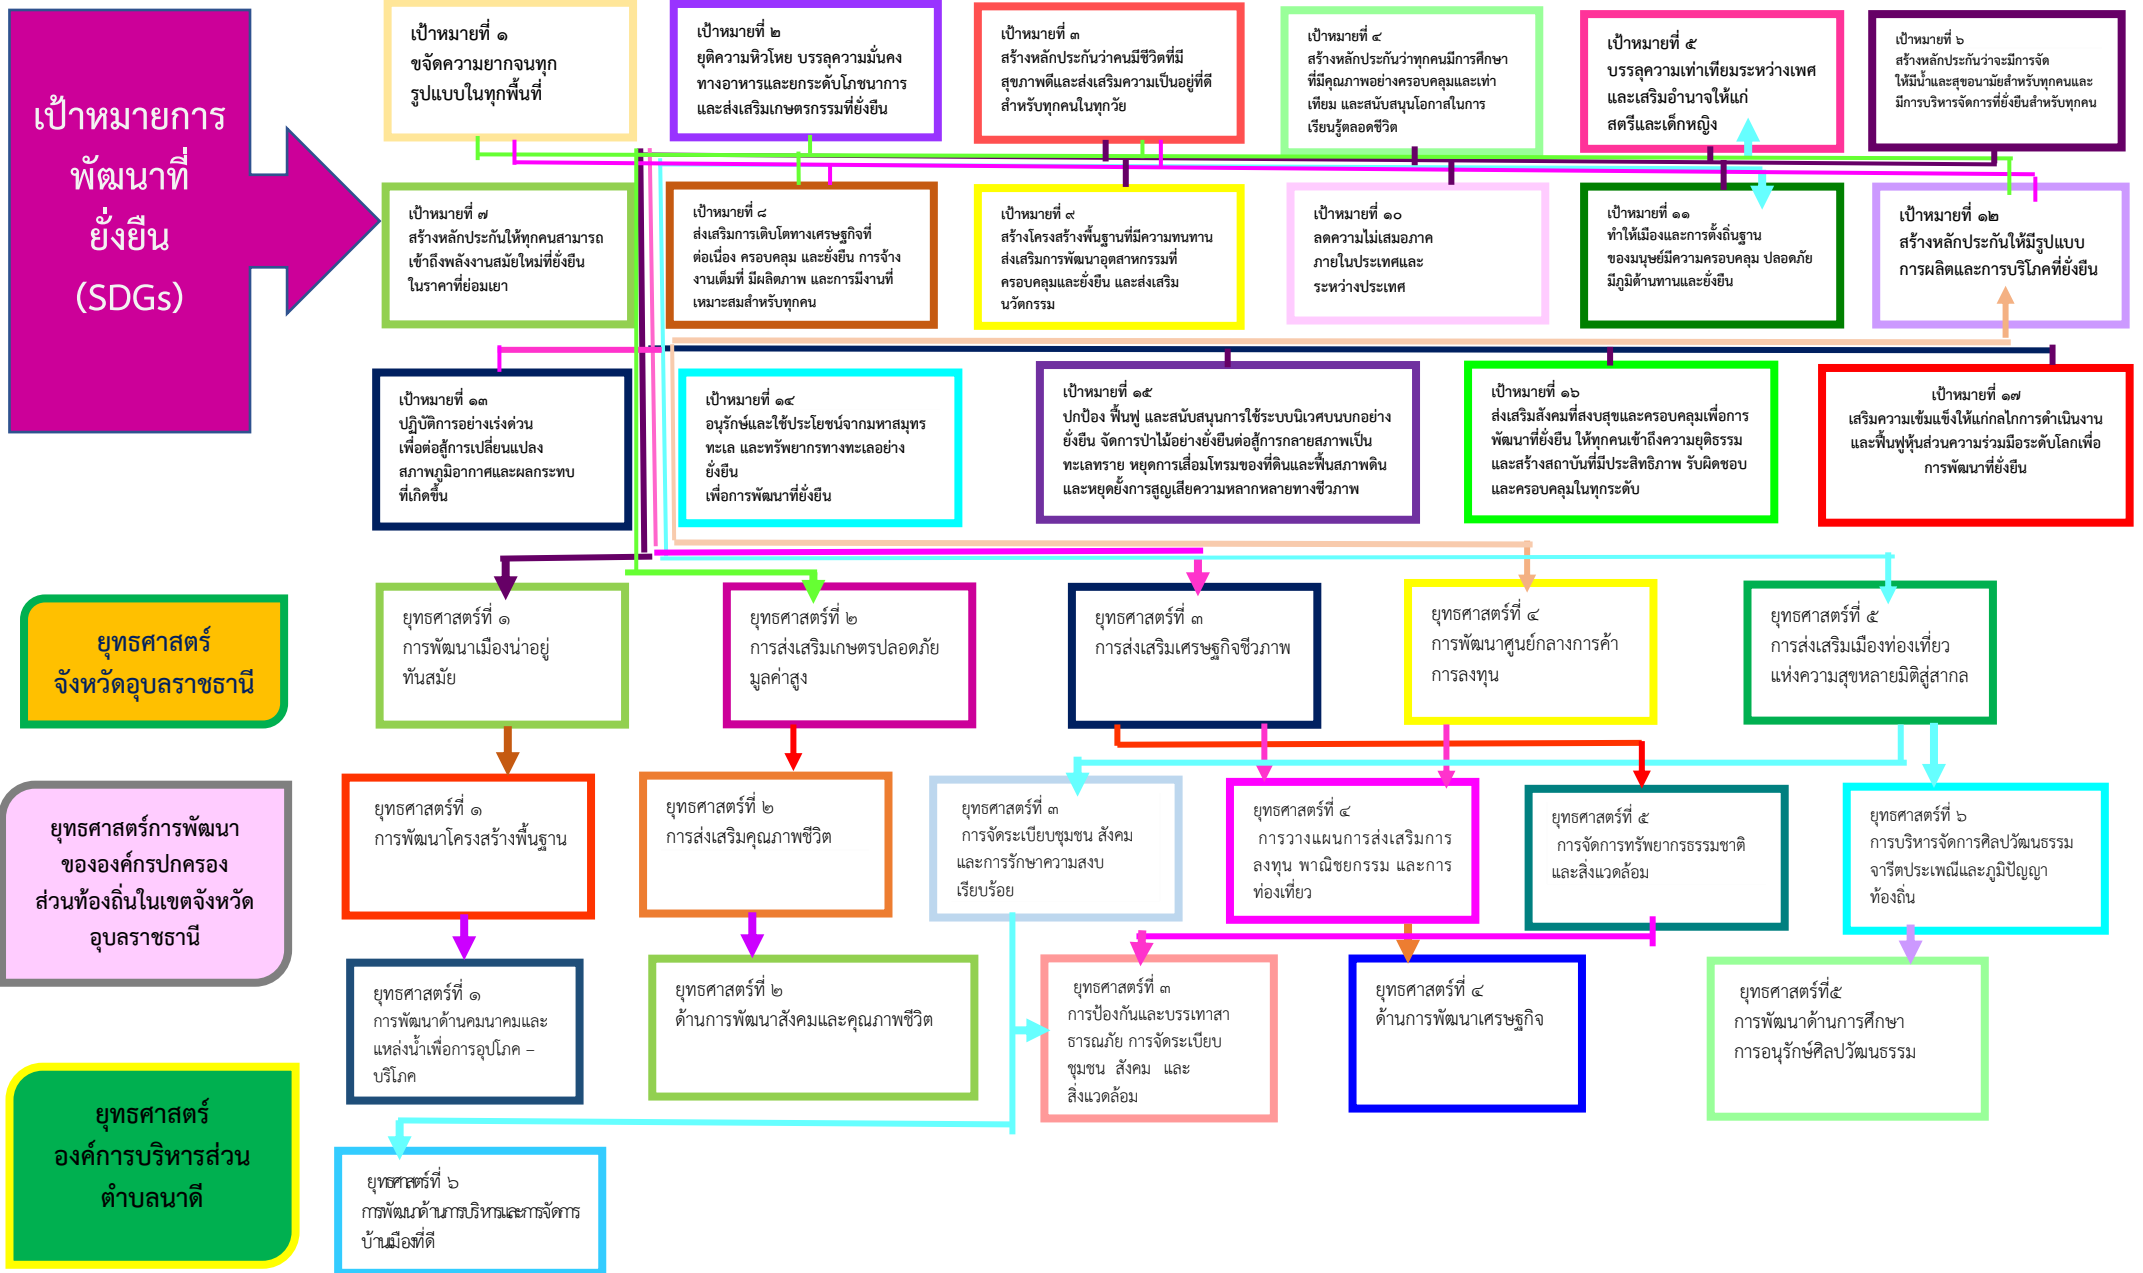 เป้าหมายการ
พัฒนาที่
ยั่งยืน
(SDGs)
เป้าหมายที่ ๑
ขจัดความยากจนทุก
รูปแบบในทุกพื้นที่
เป้าหมายที่ ๒
ยุติความหิวโหย บรรลุความมั่นคง
ทางอาหารและยกระดับโภชนาการ
และส่งเสริมเกษตรกรรมที่ยั่งยืน
เป้าหมายที่ ๓
สร้างหลักประกันว่าคนมีชีวิตที่มี
สุขภาพดีและส่งเสริมความเป็นอยู่ที่ดี
สำหรับทุกคนในทุกวัย
เป้าหมายที่ ๔
สร้างหลักประกันว่าทุกคนมีการศึกษา
ที่มีคุณภาพอย่างครอบคลุมและเท่า
เทียม และสนับสนุนโอกาสในการ
เรียนรู้ตลอดชีวิต
เป้าหมายที่ ๕
บรรลุความเท่าเทียมระหว่างเพศ
และเสริมอำนาจให้แก่
สตรีและเด็กหญิง
เป้าหมายที่ ๖
สร้างหลักประกันว่าจะมีการจัด
ให้มีน้ำและสุขอนามัยสำหรับทุกคนและ
มีการบริหารจัดการที่ยั่งยืนสำหรับทุกคน
เป้าหมายที่ ๗
สร้างหลักประกันให้ทุกคนสามารถ
เข้าถึงพลังงานสมัยใหม่ที่ยั่งยืน
ในราคาที่ย่อมเยา
เป้าหมายที่ ๘
ส่งเสริมการเติบโตทางเศรษฐกิจที่
ต่อเนื่อง ครอบคลุม และยั่งยืน การจ้าง
งานเต็มที่ มีผลิตภาพ และการมีงานที่
เหมาะสมสำหรับทุกคน
เป้าหมายที่ ๙
สร้างโครงสร้างพื้นฐานที่มีความทนทาน
ส่งเสริมการพัฒนาอุตสาหกรรมที่
ครอบคลุมและยั่งยืน และส่งเสริม
นวัตกรรม
เป้าหมายที่ ๑๐
ลดความไม่เสมอภาค
ภายในประเทศและ
ระหว่างประเทศ
เป้าหมายที่ ๑๑
ทำให้เมืองและการตั้งถิ่นฐาน
ของมนุษย์มีความครอบคลุม ปลอดภัย
มีภูมิต้านทานและยั่งยืน
เป้าหมายที่ ๑๒
สร้างหลักประกันให้มีรูปแบบ
การผลิตและการบริโภคที่ยั่งยืน
เป้าหมายที่ ๑๓
ปฏิบัติการอย่างเร่งด่วน
เพื่อต่อสู้การเปลี่ยนแปลง
สภาพภูมิอากาศและผลกระทบ
ที่เกิดขึ้น
เป้าหมายที่ ๑๔
อนุรักษ์และใช้ประโยชน์จากมหาสมุทร
ทะเล และทรัพยากรทางทะเลอย่าง
ยั่งยืน
เพื่อการพัฒนาที่ยั่งยืน
เป้าหมายที่ ๑๕
ปกป้อง ฟื้นฟู และสนับสนุนการใช้ระบบนิเวศบนบกอย่าง
ยั่งยืน จัดการป่าไม้อย่างยั่งยืนต่อสู้การกลายสภาพเป็น
ทะเลทราย หยุดการเสื่อมโทรมของที่ดินและฟื้นสภาพดิน
และหยุดยั้งการสูญเสียความหลากหลายทางชีวภาพ
เป้าหมายที่ ๑๖
ส่งเสริมสังคมที่สงบสุขและครอบคลุมเพื่อการ
พัฒนาที่ยั่งยืน ให้ทุกคนเข้าถึงความยุติธรรม
และสร้างสถาบันที่มีประสิทธิภาพ รับผิดชอบ
และครอบคลุมในทุกระดับ
เป้าหมายที่ ๑๗
เสริมความเข้มแข็งให้แก่กลไกการดำเนินงาน
และฟื้นฟูหุ้นส่วนความร่วมมือระดับโลกเพื่อ
การพัฒนาที่ยั่งยืน
ยุทธศาสตร์
จังหวัดอุบลราชธานี
ยุทธศาสตร์ที่ ๑
การพัฒนาเมืองน่าอยู่
ทันสมัย
ยุทธศาสตร์ที่ ๒
การส่งเสริมเกษตรปลอดภัย
มูลค่าสูง
ยุทธศาสตร์ที่ ๓
การส่งเสริมเศรษฐกิจชีวภาพ
ยุทธศาสตร์ที่ ๔
การพัฒนาศูนย์กลางการค้า
การลงทุน
ยุทธศาสตร์ที่ ๕
การส่งเสริมเมืองท่องเที่ยว
แห่งความสุขหลายมิติสู่สากล
ยุทธศาสตร์การพัฒนา
ขององค์กรปกครอง
ส่วนท้องถิ่นในเขตจังหวัด
อุบลราชธานี
ยุทธศาสตร์ที่ ๑
การพัฒนาโครงสร้างพื้นฐาน
ยุทธศาสตร์ที่ ๒
การส่งเสริมคุณภาพชีวิต
ยุทธศาสตร์ที่ ๓
การจัดระเบียบชุมชน สังคม
และการรักษาความสงบ
เรียบร้อย
ยุทธศาสตร์ที่ ๔
การวางแผนการส่งเสริมการ
ลงทุน พาณิชยกรรม และการ
ท่องเที่ยว
ยุทธศาสตร์ที่ ๕
การจัดการทรัพยากรธรรมชาติ
และสิ่งแวดล้อม
ยุทธศาสตร์ที่ ๖
การบริหารจัดการศิลปวัฒนธรรม
จารีตประเพณีและภูมิปัญญา
ท้องถิ่น
ยุทธศาสตร์
องค์การบริหารส่วน
ตำบลนาดี
ยุทธศาสตร์ที่ ๑
การพัฒนาด้านคมนาคมและ
แหล่งน้ำเพื่อการอุปโภค –
บริโภค
ยุทธศาสตร์ที่ ๒
ด้านการพัฒนาสังคมและคุณภาพชีวิต
ยุทธศาสตร์ที่ ๓
การป้องกันและบรรเทาสา
ธารณภัย การจัดระเบียบ
ชุมชน สังคม และ
สิ่งแวดล้อม
ยุทธศาสตร์ที่ ๔
ด้านการพัฒนาเศรษฐกิจ
ยุทธศาสตร์ที่๕
การพัฒนาด้านการศึกษา
การอนุรักษ์ศิลปวัฒนธรรม
ยุทธศาสตร์ที่ ๖
การพัฒนาด้านการบริหารและการจัดการ
บ้านเมืองที่ดี